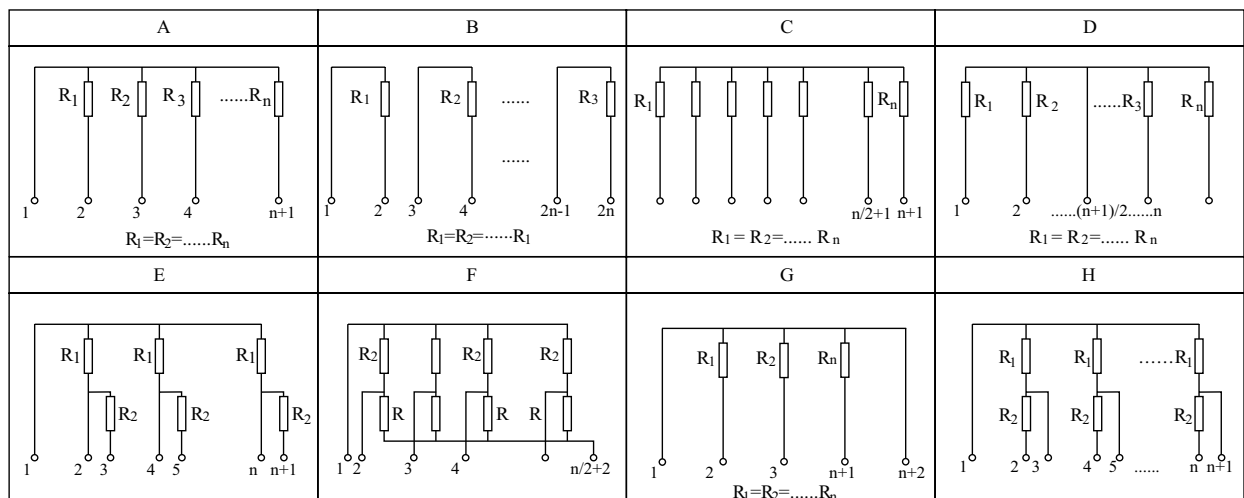 A
B
C
D
R1 R2 R3 ......Rn
1 2 3 4 n+1
R1=R2=......Rn
R1 R2 ...... R3
......
1 2 3 4 2n-1 2n
R1=R2=......R1
R1 Rn
n/2+1 n+1
R1 = R2=...... Rn
R1 R2 ......R3 Rn
1 2 ......(n+1)/2......n
R1 = R2=...... Rn
E
F
G
H
R1 R1 R1
R2 R2 R2
1 2 3 4 5 n n+1
R2 R2 R2
R R R
1 2 3 4 n/2+2
R1 R2 Rn
1 2 3 n+1 n+2
R1=R2=......Rn
R1 R1 ......R1
R2 R2 R2
1 2 3 4 5 ...... n n+1